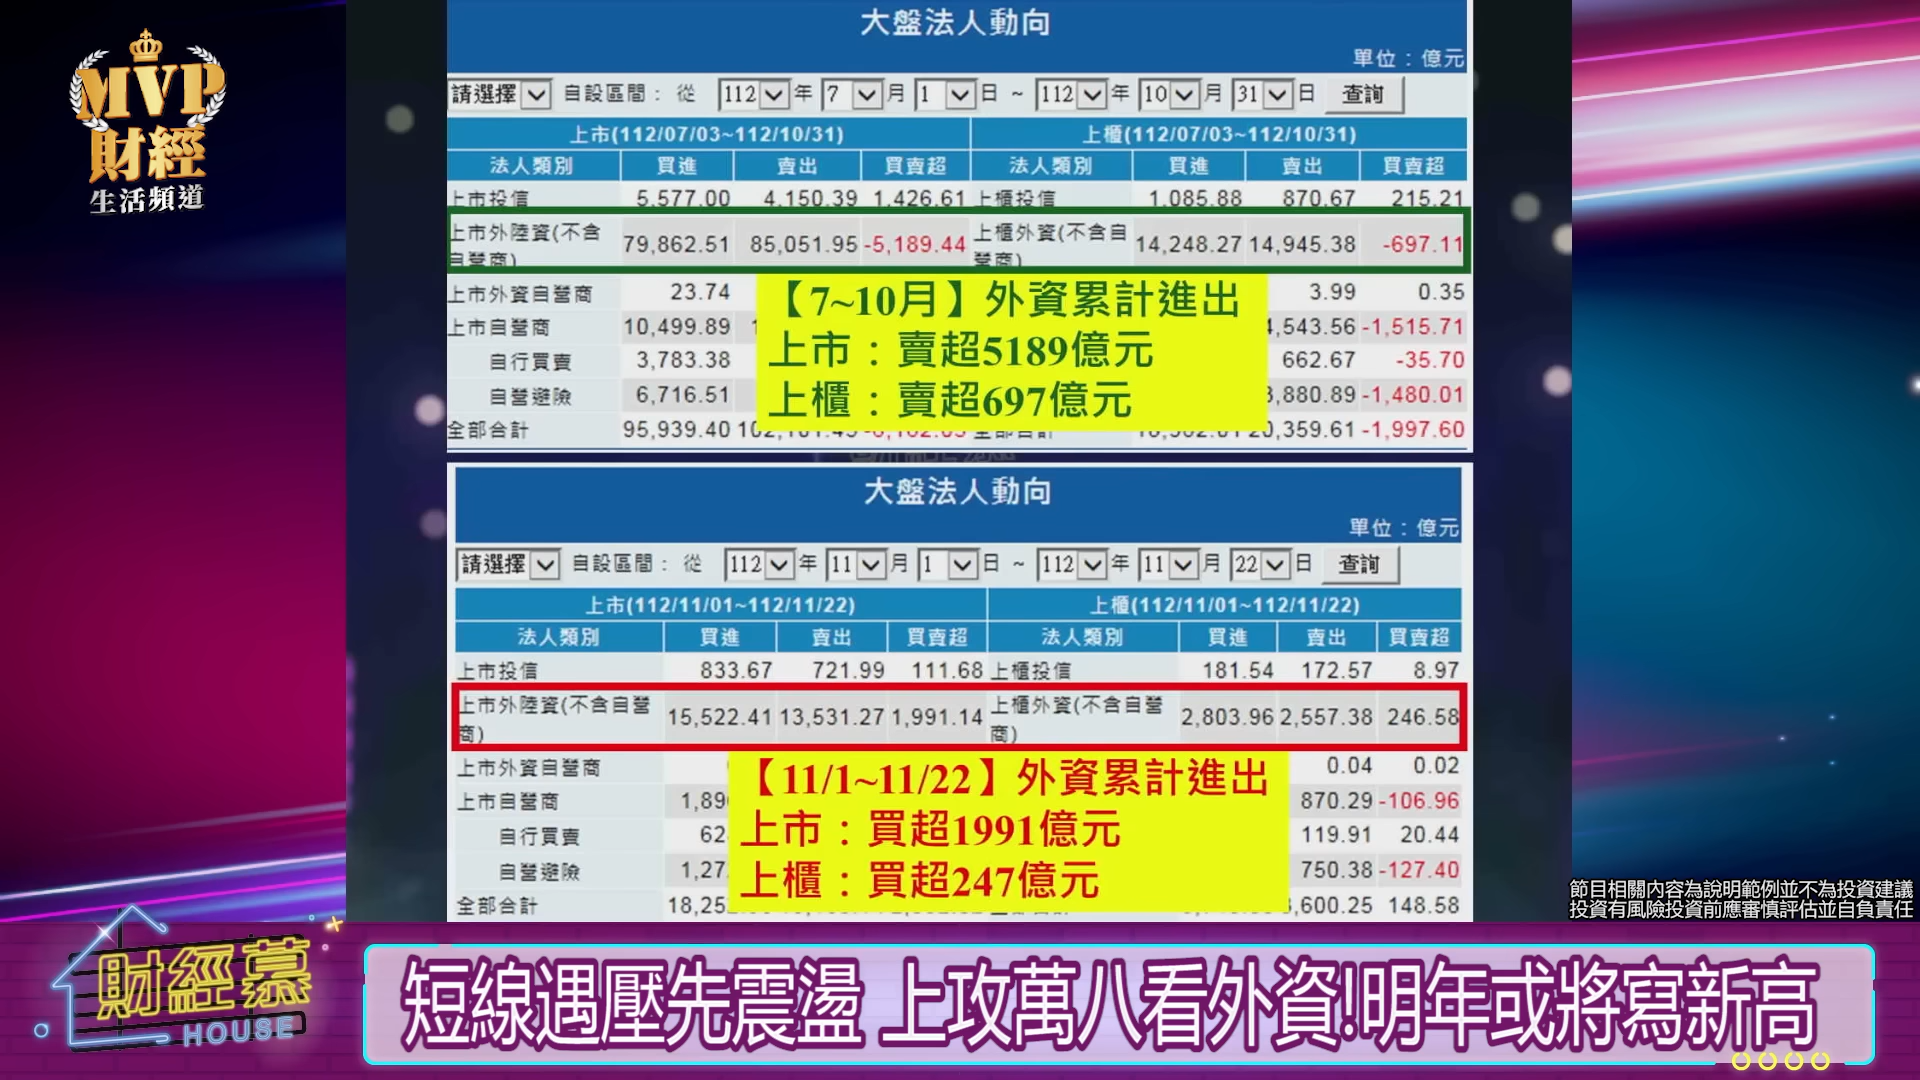 MVP
財經
生活頻道
大盤法人動向
單位：億元
請選擇 自設區間： 從 112 年 7 月 1 日 ~ 112 年 10 月 31 日 查詢
上市(112/07/03~112/10/31) 上櫃(112/07/03~112/10/31)
法人類別 買進 賣出 買賣超 法人類別 買進 賣出 買賣超
上市投信 5,577.00 4,150.39 1,426.61 上櫃投信 1,085.88 870.67 215.21
上市外陸資(不含自營商) 79,862.51 85,051.95 -5,189.44 上櫃外資(不含自營商) 14,248.27 14,945.38 -697.11
上市外資自營商 23.74 3.99 0.35
上市自營商 10,499.89 4,543.56 -1,515.71
自行買賣 3,783.38 662.67 -35.70
自營避險 6,716.51 3,880.89 -1,480.01
全部合計 95,939.40 20,359.61 -1,997.60
【7~10月】外資累計進出
上市：賣超5189億元
上櫃：賣超697億元
大盤法人動向
單位：億元
請選擇 自設區間： 從 112 年 11 月 1 日 ~ 112 年 11 月 22 日 查詢
上市(112/11/01~112/11/22) 上櫃(112/11/01~112/11/22)
法人類別 買進 賣出 買賣超 法人類別 買進 賣出 買賣超
上市投信 833.67 721.99 111.68 上櫃投信 181.54 172.57 8.97
上市外陸資(不含自營商) 15,522.41 13,531.27 1,991.14 上櫃外資(不含自營商) 2,803.96 2,557.38 246.58
上市外資自營商 0.04 0.02
上市自營商 1,89 870.29 -106.96
自行買賣 62 119.91 20.44
自營避險 1,27 750.38 -127.40
全部合計 18,25 3,600.25 148.58
【11/1~11/22】外資累計進出
上市：買超1991億元
上櫃：買超247億元
節目相關內容為說明範例並不為投資建議
投資有風險投資前應審慎評估並自負責任
財經慕
HOUSE
短線遇壓先震盪 上攻萬八看外資!明年或將寫新高